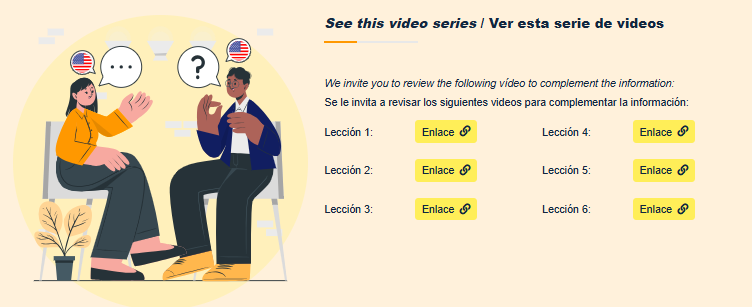 See this video series / Ver esta serie de videos
We invite you to review the following vídeo to complement the information:
Se le invita a revisar los siguientes videos para complementar la información:
Lección 1: Enlace Lección 4: Enlace
Lección 2: Enlace Lección 5: Enlace
Lección 3: Enlace Lección 6: Enlace
...
?